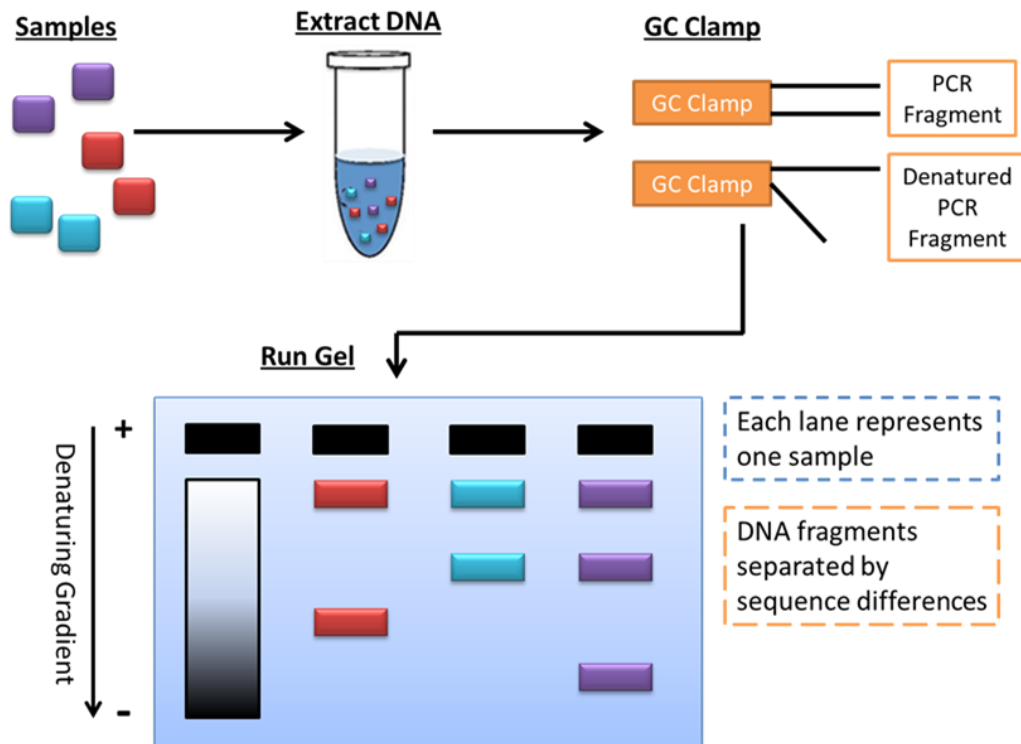 Samples
Extract DNA
GC Clamp
GC Clamp
PCR
Fragment
GC Clamp
Denatured
PCR
Fragment
Run Gel
+
Denaturing Gradient
-
Each lane represents
one sample
DNA fragments
separated by
sequence differences